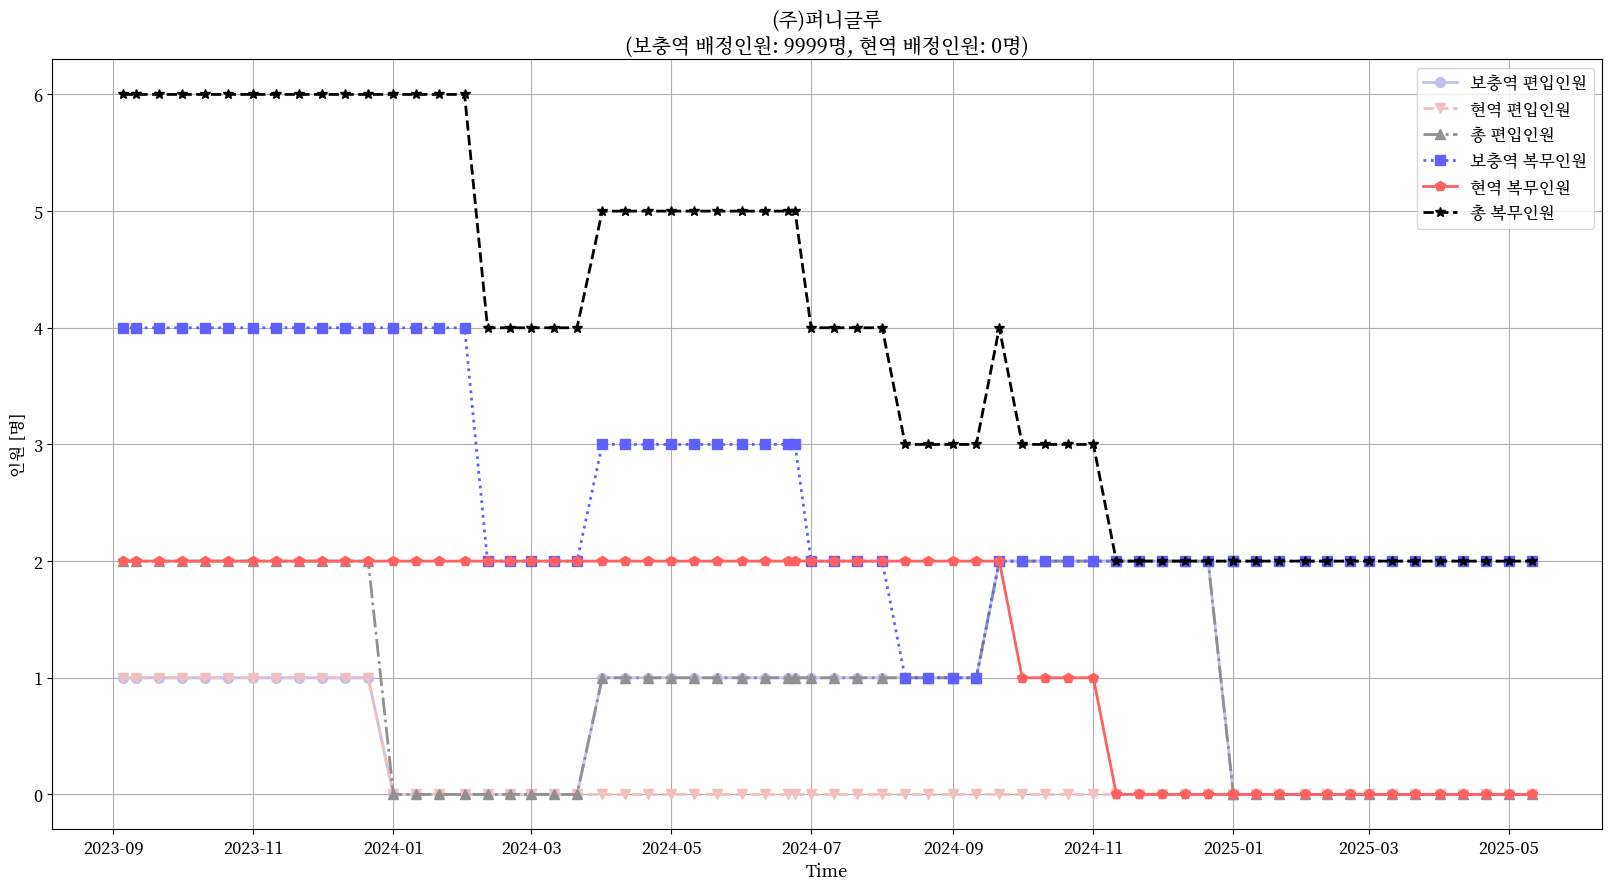 (주)퍼니글루
(보충역 배정인원: 9999명, 현역 배정인원: 0명)
보충역 편입인원
현역 편입인원
총 편입인원
보충역 복무인원
현역 복무인원
총 복무인원
인원 [명]
6
5
4
3
2
1
0
2023-09
2023-11
2024-01
2024-03
2024-05
2024-07
2024-09
2024-11
2025-01
2025-03
2025-05
Time